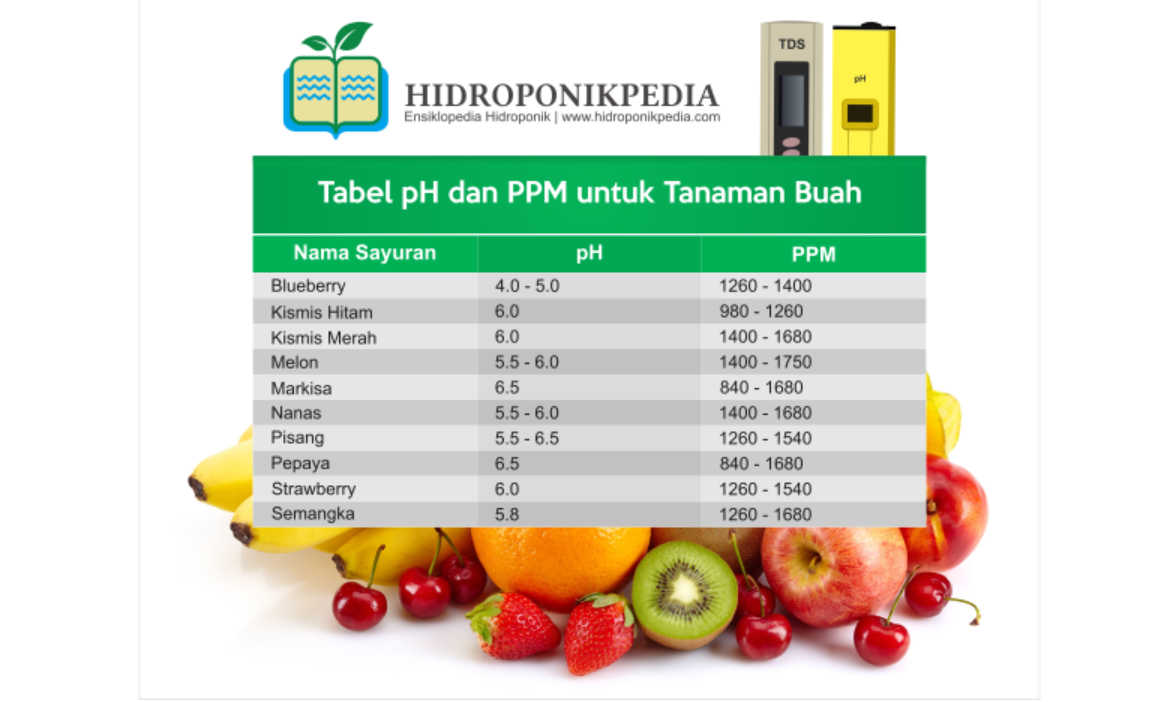 HIDROPONIKPEDIA
Ensiklopedia Hidroponik | www.hidroponikpedia.com
TDS
pH
Tabel pH dan PPM untuk Tanaman Buah
Nama Sayuran pH PPM
Blueberry 4.0 - 5.0 1260 - 1400
Kismis Hitam 6.0 980 - 1260
Kismis Merah 6.0 1400 - 1680
Melon 5.5 - 6.0 1400 - 1750
Markisa 6.5 840 - 1680
Nanas 5.5 - 6.0 1400 - 1680
Pisang 5.5 - 6.5 1260 - 1540
Pepaya 6.5 840 - 1680
Strawberry 6.0 1260 - 1540
Semangka 5.8 1260 - 1680